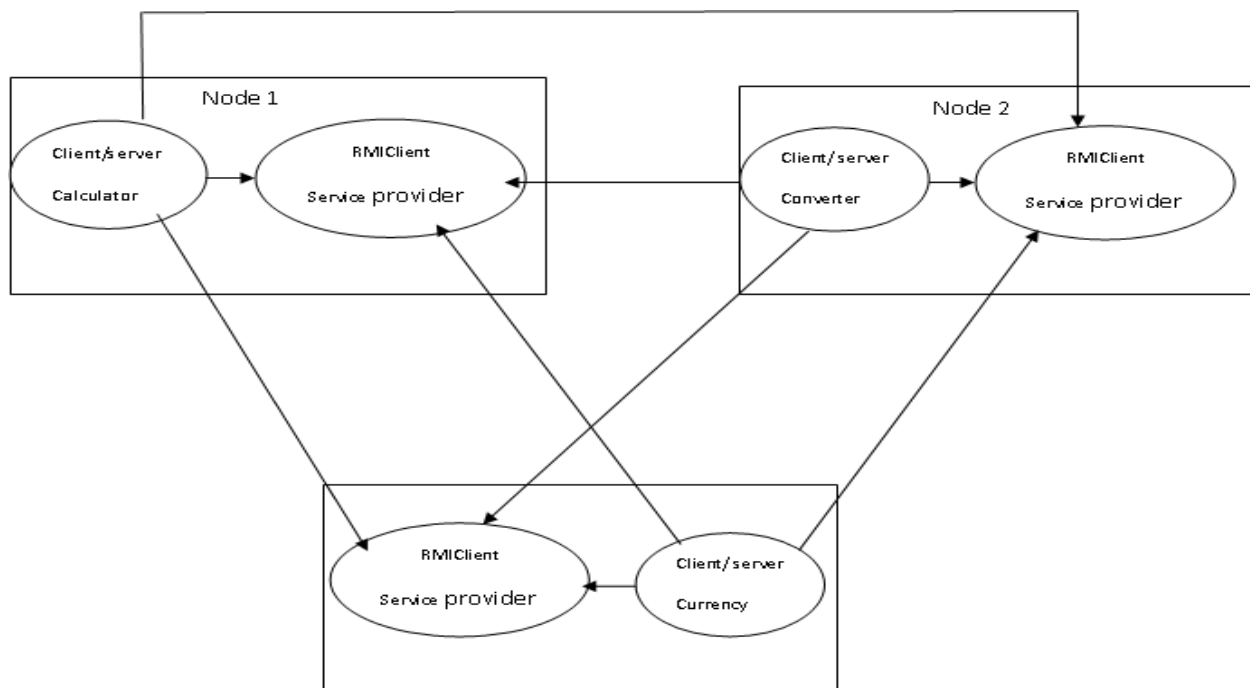 Node 1
Client/server
Calculator
RMIClient
Service provider
Node 2
Client/server
Converter
RMIClient
Service provider
RMIClient
Service provider
Client/server
Currency